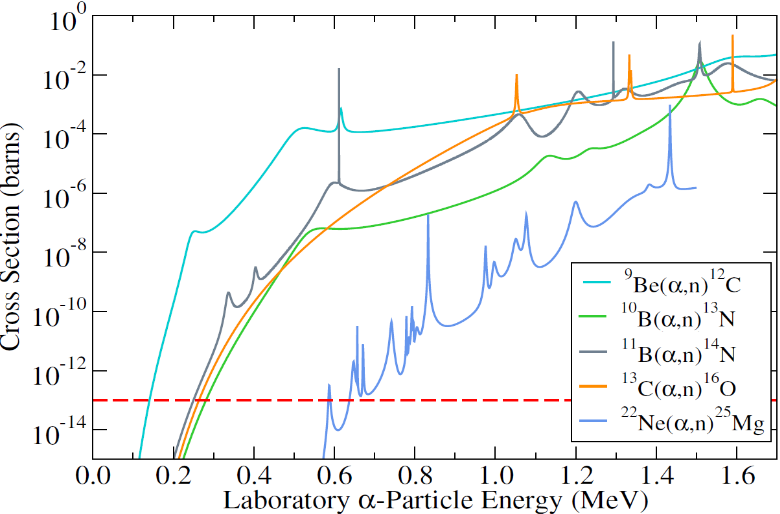 10⁰
10⁻²
10⁻⁴
10⁻⁶
10⁻⁸
10⁻¹⁰
10⁻¹²
10⁻¹⁴
Cross Section (barns)
⁹Be(α,n)¹²C
¹⁰B(α,n)¹³N
¹¹B(α,n)¹⁴N
¹³C(α,n)¹⁶O
²²Ne(α,n)²⁵Mg
0.0 0.2 0.4 0.6 0.8 1.0 1.2 1.4 1.6
Laboratory α-Particle Energy (MeV)